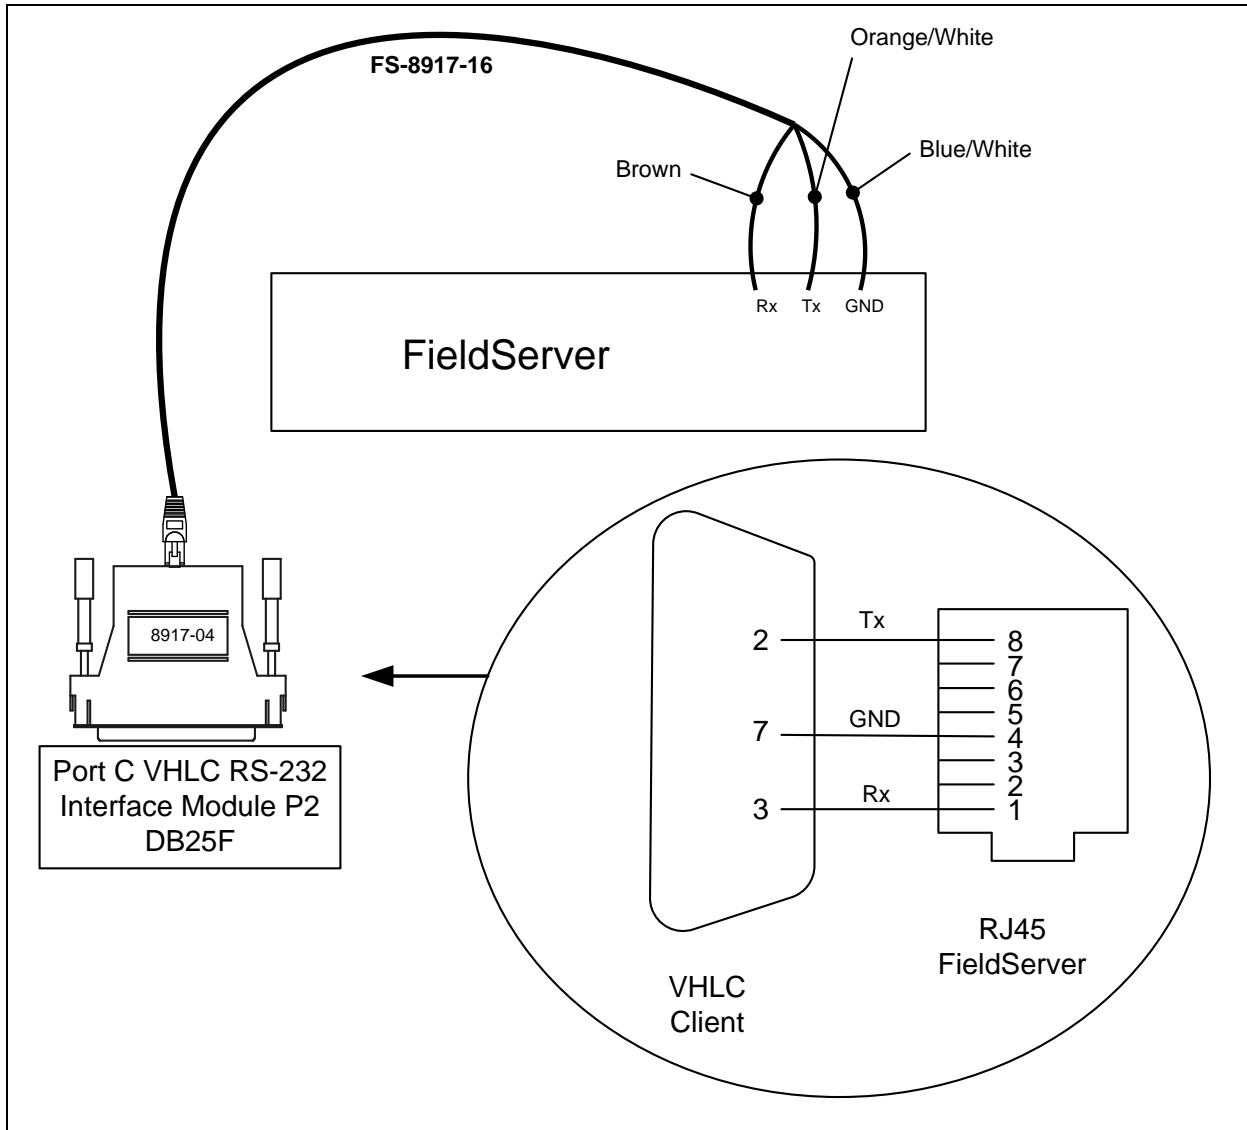 Orange/White
FS-8917-16
Blue/White
Brown
Rx Tx GND
FieldServer
8917-04
Port C VHLC RS-232
Interface Module P2
DB25F
2 Tx 8
7
6
5
7 GND 4
3
2
3 Rx 1
RJ45
FieldServer
VHLC
Client